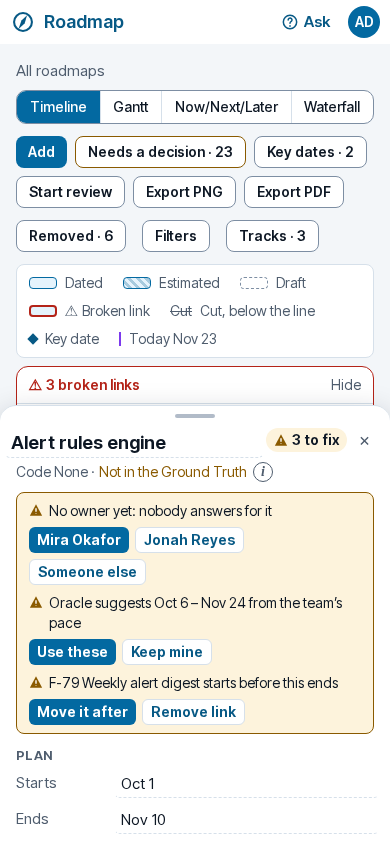 Roadmap
Ask
AD
All roadmaps
Timeline Gantt Now/Next/Later Waterfall
Add Needs a decision · 23 Key dates · 2
Start review Export PNG Export PDF
Removed · 6 Filters Tracks · 3
Dated Estimated Draft
⚠ Broken link Cut Cut, below the line
Key date Today Nov 23
⚠ 3 broken links Hide
Alert rules engine 3 to fix ×
Code None · Not in the Ground Truth i
No owner yet: nobody answers for it
Mira Okafor Jonah Reyes
Someone else
Oracle suggests Oct 6 – Nov 24 from the team's
pace
Use these Keep mine
F-79 Weekly alert digest starts before this ends
Move it after Remove link
PLAN
Starts Oct 1
Ends Nov 10